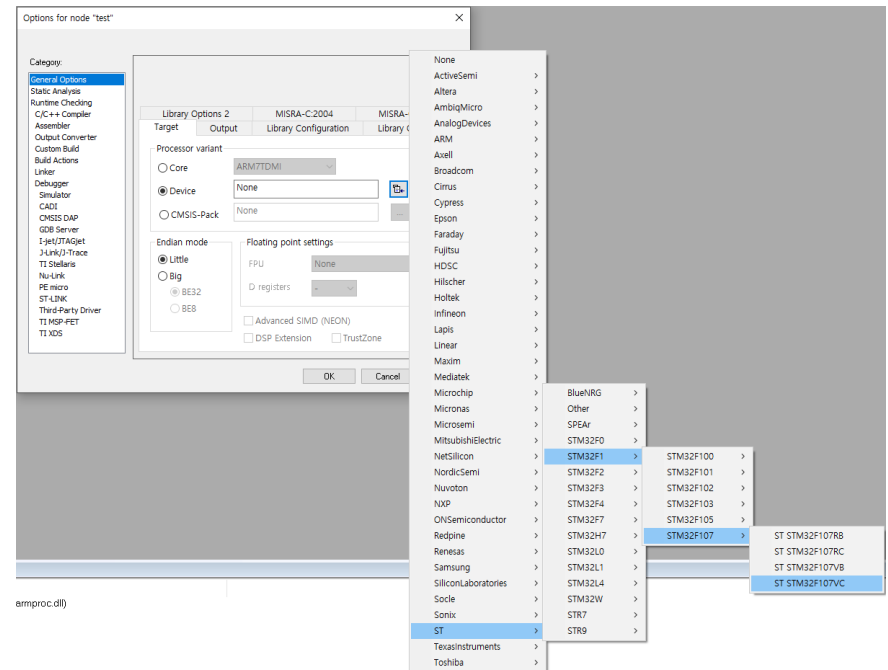 Options for node "test"
Category:
General Options
Static Analysis
Runtime Checking
C/C++ Compiler
Assembler
Output Converter
Custom Build
Build Actions
Linker
Debugger
Simulator
CADI
CMSIS DAP
GDB Server
I-jet/JTAGjet
J-Link/J-Trace
TI Stellaris
Nu-Link
PE micro
ST-LINK
Third-Party Driver
TI MSP-FET
TI XDS
Library Options 2 MISRA-C:2004 MISRA-
Target Output Library Configuration Library
Processor variant
Core ARM7TDMI
Device None
CMSIS-Pack None ...
Endian mode
Little
Big
BE32
BE8
Floating point settings
FPU None
D registers -
Advanced SIMD (NEON)
DSP Extension TrustZone
OK Cancel
None
ActiveSemi
Altera
AmbiqMicro
AnalogDevices
ARM
Axell
Broadcom
Cirrus
Cypress
Epson
Faraday
Fujitsu
HDSC
Hilscher
Holtek
Infineon
Lapis
Linear
Maxim
Mediatek
Microchip
Micronas
Microsemi
MitsubishiElectric
NetSilicon
NordicSemi
Nuvoton
NXP
ONSemiconductor
Redpine
Renesas
Samsung
SiliconLaboratories
Socle
Sonix
ST
TexasInstruments
Toshiba
BlueNRG
Other
SPEAr
STM32F0
STM32F1
STM32F2
STM32F3
STM32F4
STM32F7
STM32H7
STM32L0
STM32L1
STM32L4
STM32W
STR7
STR9
STM32F100
STM32F101
STM32F102
STM32F103
STM32F105
STM32F107
ST STM32F107RB
ST STM32F107RC
ST STM32F107VB
ST STM32F107VC
armproc.dll)